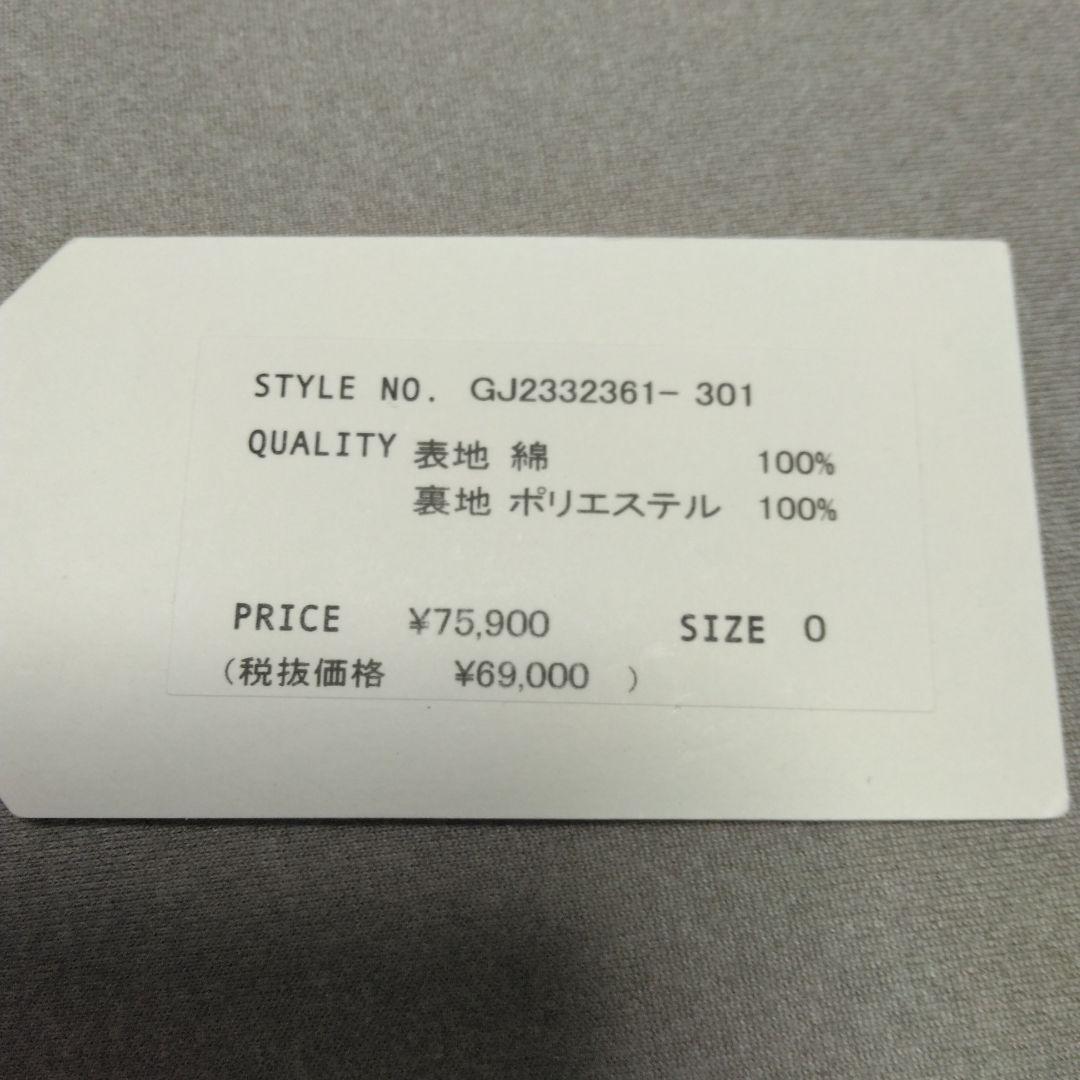 STYLE NO. GJ2332361- 301
QUALITY 表地 綿 100%
裏地 ポリエステル 100%
PRICE ¥75,900 SIZE 0
(税抜価格 ¥69,000 )